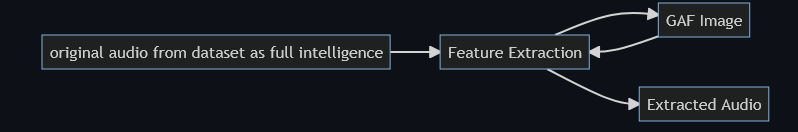 GAF Image
original audio from dataset as full intelligence
Feature Extraction
Extracted Audio